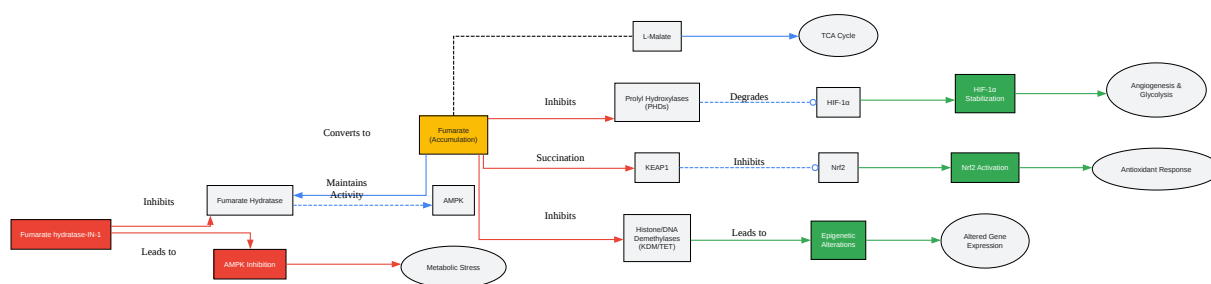 L-Malate
TCA Cycle
Inhibits
Prolyl Hydroxylases
(PHDs)
Degrades
HIF-1α
HIF-1α
Stabilization
Angiogenesis &
Glycolysis
Converts to
Fumarate
(Accumulation)
Succination
KEAP1
Inhibits
Nrf2
Nrf2 Activation
Antioxidant Response
Maintains
Activity
Inhibits
Fumarate Hydratase
AMPK
Fumarate hydratase-IN-1
Leads to
AMPK Inhibition
Metabolic Stress
Inhibits
Histone/DNA
Demethylases
(KDM/TET)
Leads to
Epigenetic
Alterations
Altered Gene
Expression